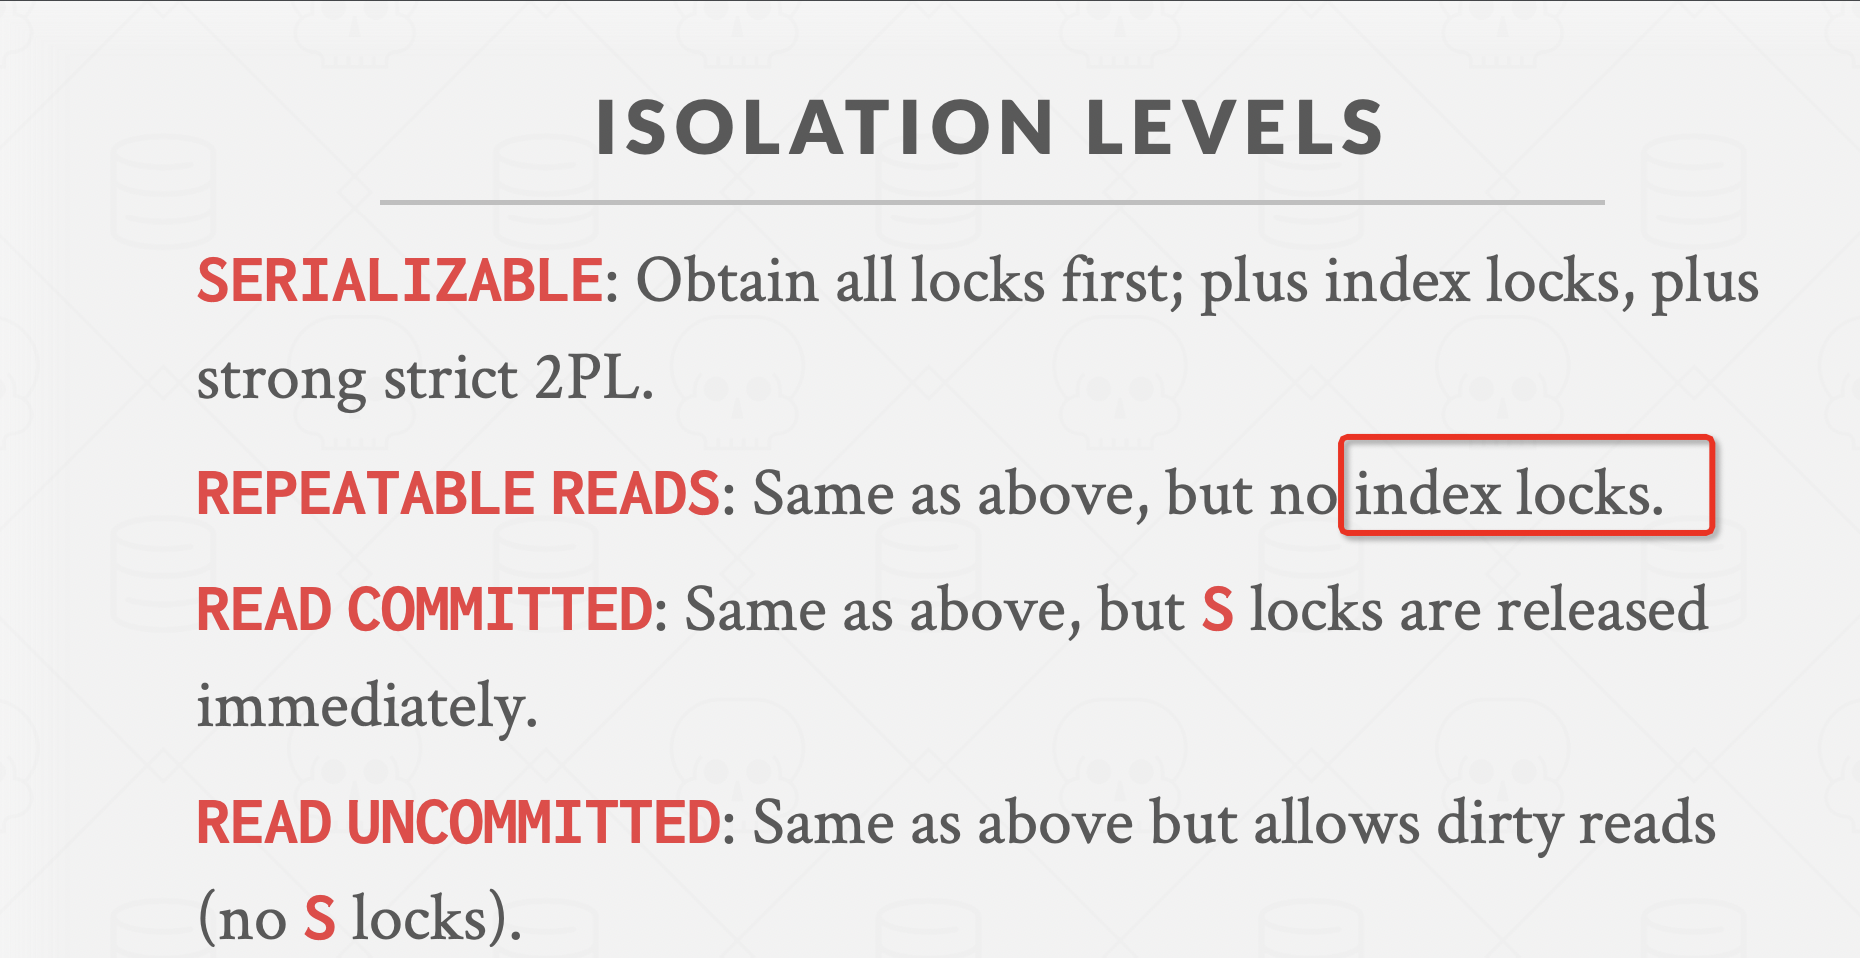 ISOLATION LEVELS
SERIALIZABLE: Obtain all locks first; plus index locks, plus
strong strict 2PL.
REPEATABLE READS: Same as above, but no index locks.
READ COMMITTED: Same as above, but S locks are released
immediately.
READ UNCOMMITTED: Same as above but allows dirty reads
(no S locks).